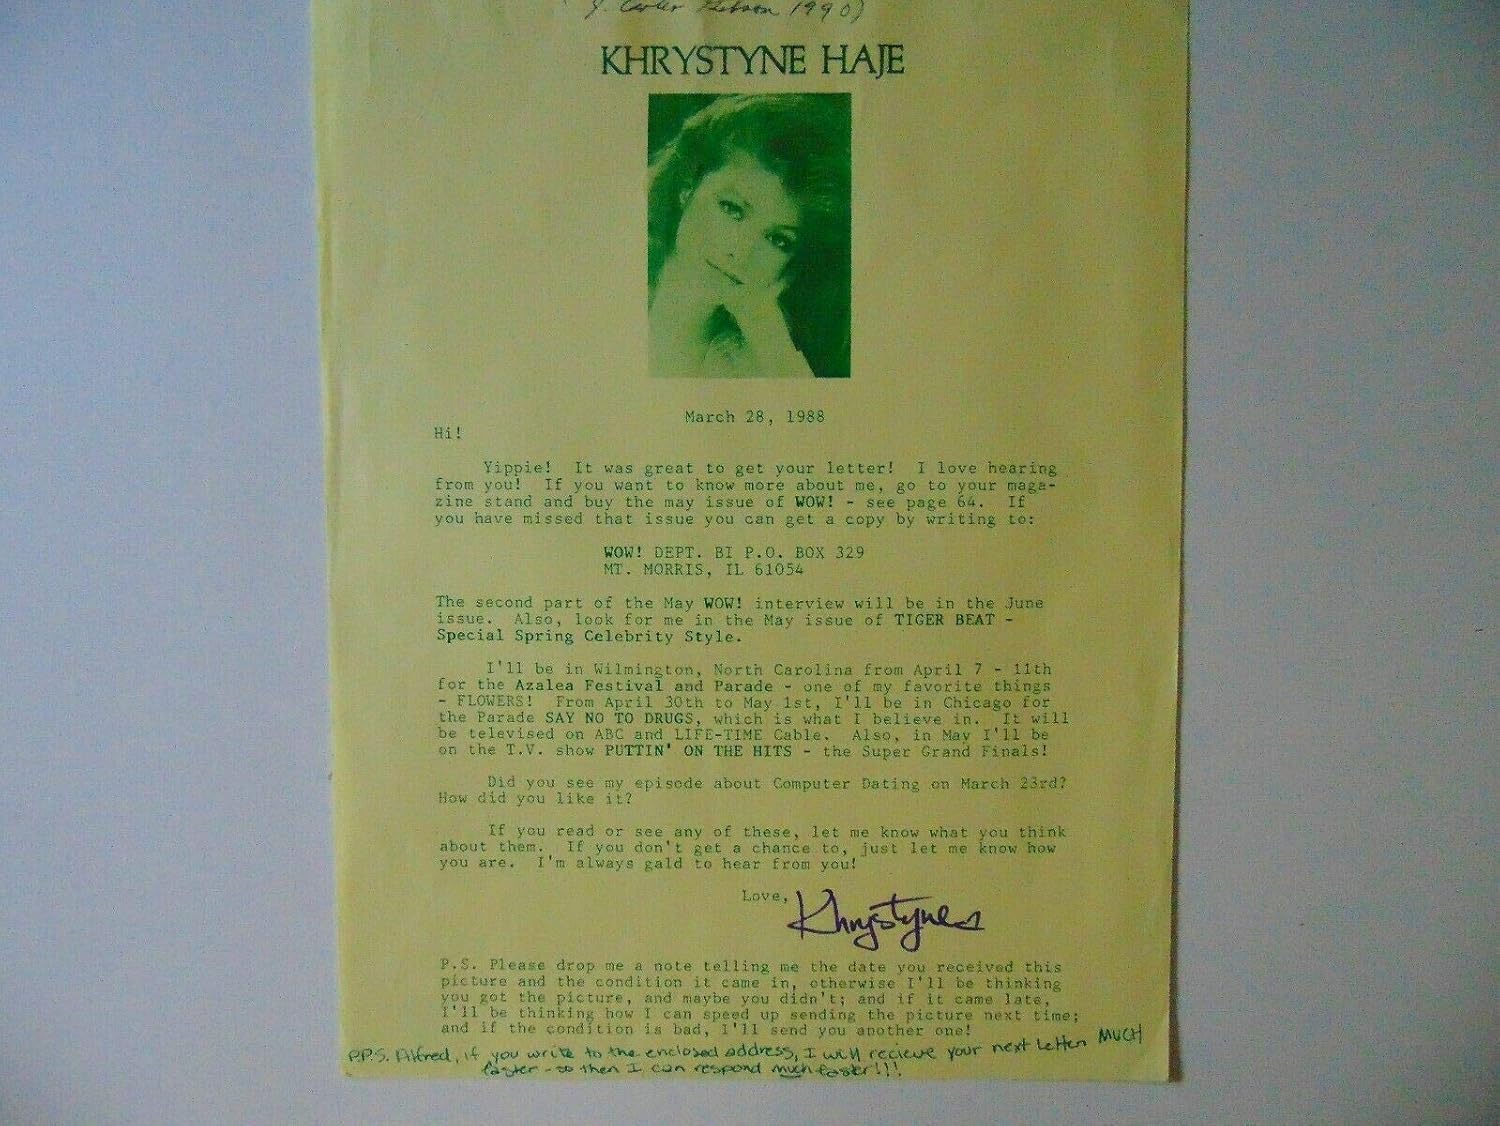 1990)
KHRYSTYNE HAJE
March 28, 1988
Hi!
Yippie! It was great to get your letter! I love hearing
from you! If you want to know more about me, go to your maga-
zine stand and buy the may issue of WOW! - see page 64. If
you have missed that issue you can get a copy by writing to:
WOW! DEPT. BI P.O. BOX 329
MT. MORRIS, IL 61054
The second part of the May WOW! interview will be in the June
issue. Also, look for me in the May issue of TIGER BEAT -
Special Spring Celebrity Style.
I'll be in Wilmington, North Carolina from April 7 - 11th
for the Azalea Festival and Parade - one of my favorite things
- FLOWERS! From April 30th to May 1st, I'll be in Chicago for
the Parade SAY NO TO DRUGS, which is what I believe in. It will
be televised on ABC and LIFE-TIME Cable. Also, in May I'll be
on the T.V. show PUTTIN' ON THE HITS - the Super Grand Finals!
Did you see my episode about Computer Dating on March 23rd?
How did you like it?
If you read or see any of these, let me know what you think
about them. If you don't get a chance to, just let me know how
you are. I'm always gald to hear from you!
Love, Khrystyne
P.S. Please drop me a note telling me the date you received this
picture and the condition it came in, otherwise I'll be thinking
you got the picture, and maybe you didn't; and if it came late,
I'll be thinking how I can speed up sending the picture next time;
and if the condition is bad, I'll send you another one!
P.P.S. Alfred, if you write to the enclosed address, I will recieve your next letter MUCH
faster - so then I can respond much faster!!!